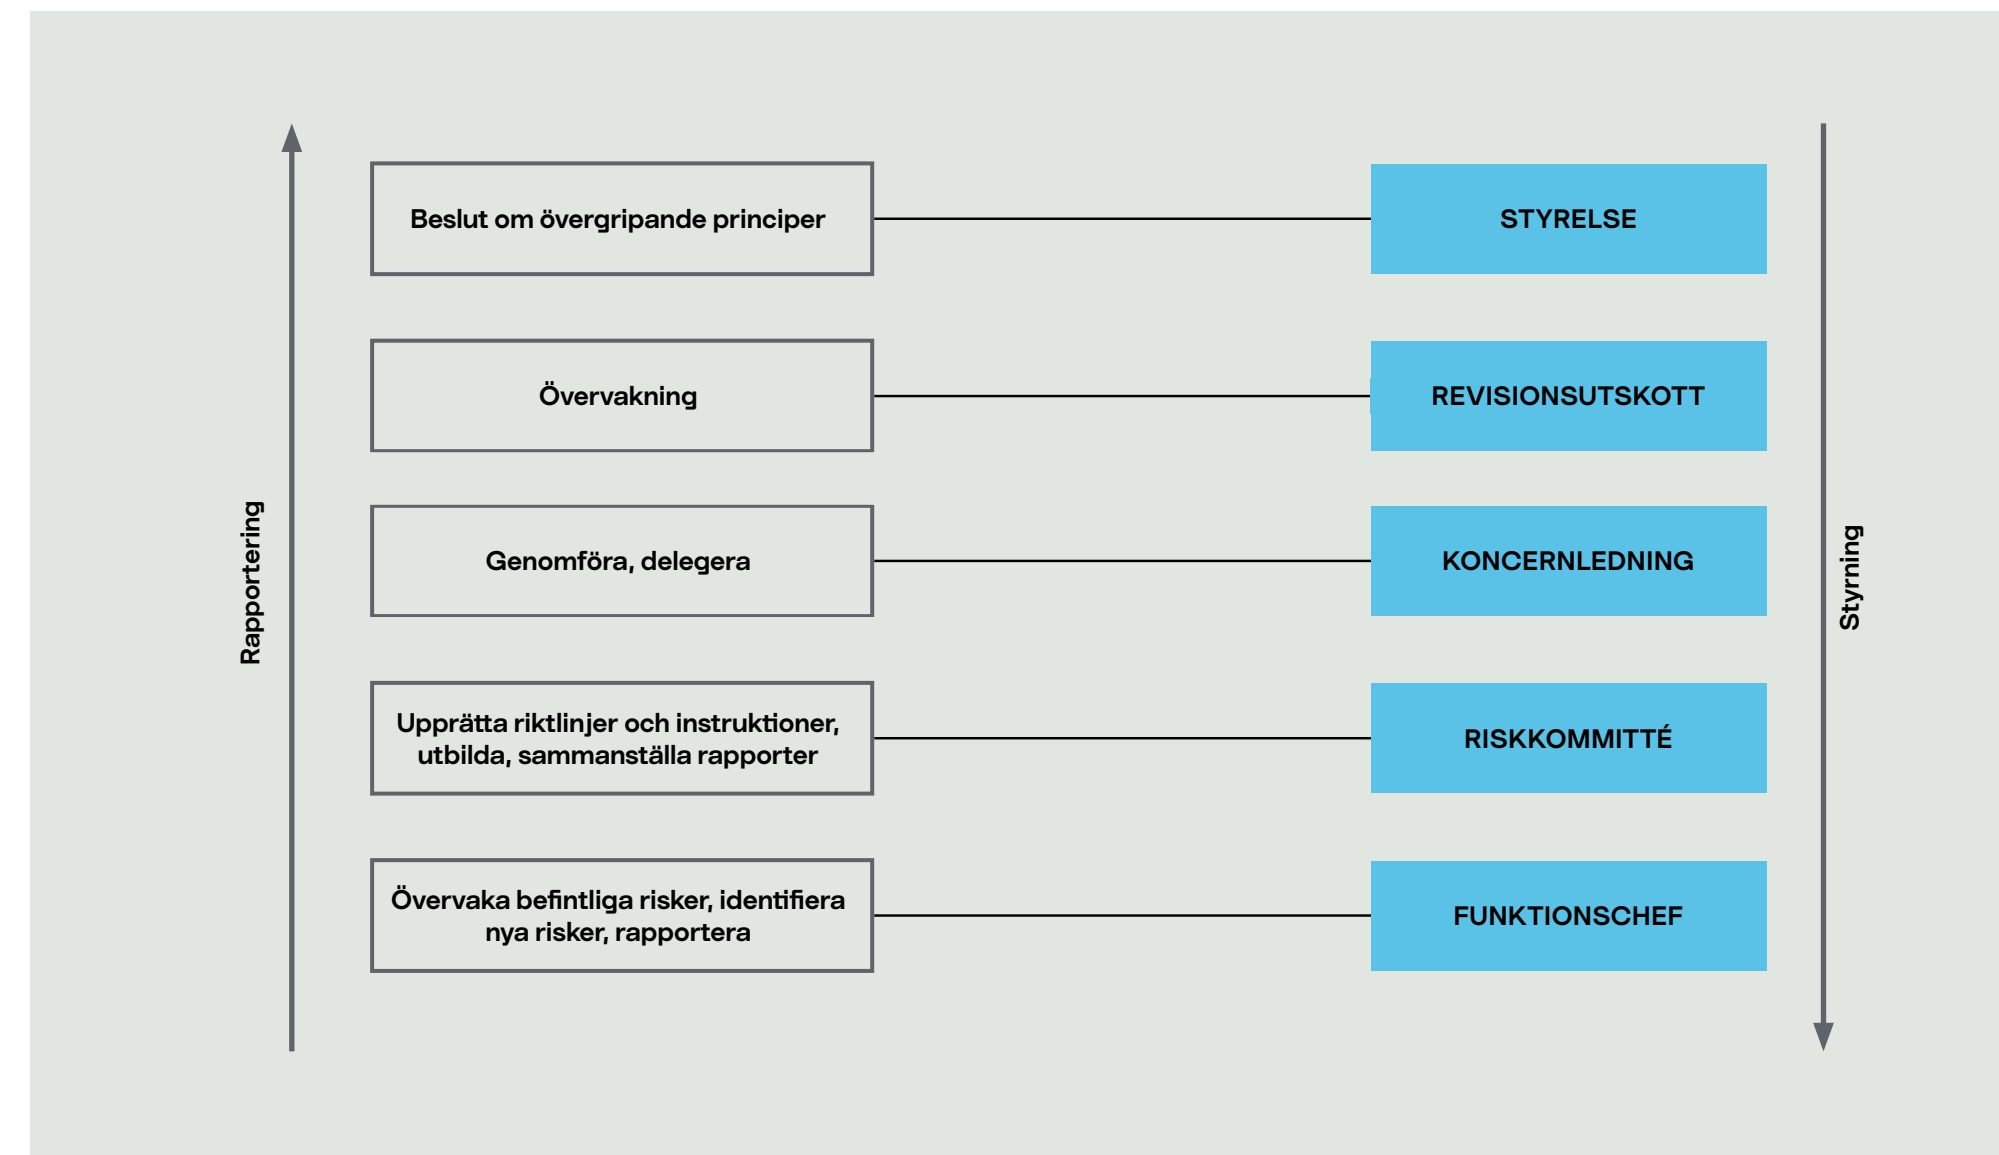 Rapportering
Beslut om övergripande principer
STYRELSE
Övervakning
REVISIONSUTSKOTT
Genomföra, delegera
KONCERNLEDNING
Upprätta riktlinjer och instruktioner,
utbilda, sammanställa rapporter
RISKKOMMITTÉ
Övervaka befintliga risker, identifiera
nya risker, rapportera
FUNKTIONSCHEF
Styrning